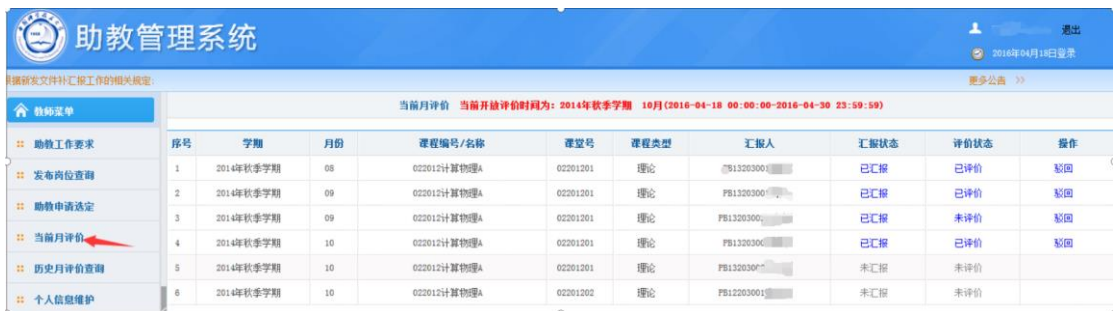 助教管理系统
退出
2016年04月18日登录
根据新发文件补汇报工作的相关规定:
更多公告 >>
教师菜单
助教工作要求
发布岗位查询
助教申请选定
当前月评价
历史月评价查询
个人信息维护
当前月评价 当前开放评价时间为: 2014年秋季学期 10月(2016-04-18 00:00:00-2016-04-30 23:59:59)
序号 学期 月份 课程编号/名称 课堂号 课程类型 汇报人 汇报状态 评价状态 操作
1 2014年秋季学期 08 022012计算物理A 02201201 理论 PB13203001 已汇报 已评价 驳回
2 2014年秋季学期 09 022012计算物理A 02201201 理论 PB1320300 已汇报 已评价 驳回
3 2014年秋季学期 09 022012计算物理A 02201201 理论 PB1320300 已汇报 未评价 驳回
4 2014年秋季学期 10 022012计算物理A 02201201 理论 PB1320300 已汇报 已评价 驳回
5 2014年秋季学期 10 022012计算物理A 02201201 理论 PB1320300 未汇报 未评价
6 2014年秋季学期 10 022012计算物理A 02201202 理论 PB12203001 未汇报 未评价